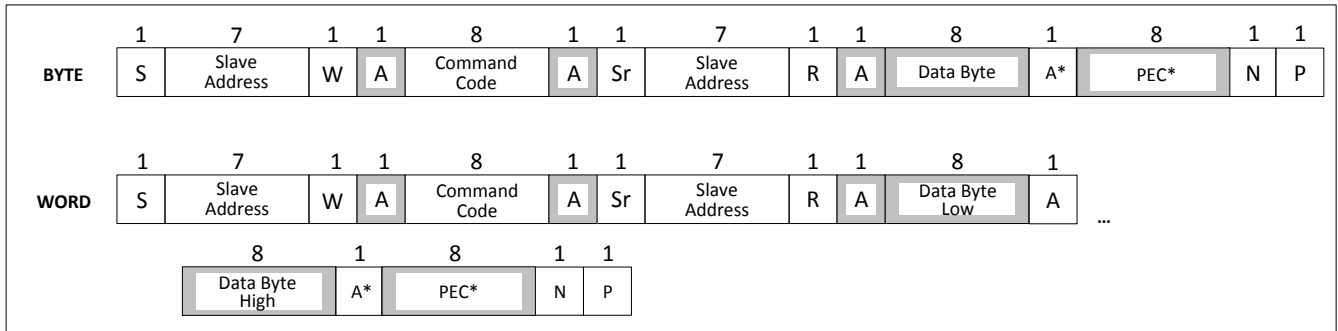 1 7 1 1 8 1 1 7 1 1 8 1 8 1 1
BYTE S Slave Address W A Command Code A Sr Slave Address R A Data Byte A* PEC* N P
1 7 1 1 8 1 1 7 1 1 8 1
WORD S Slave Address W A Command Code A Sr Slave Address R A Data Byte Low A ...
8 1 8 1 1
Data Byte High A* PEC* N P